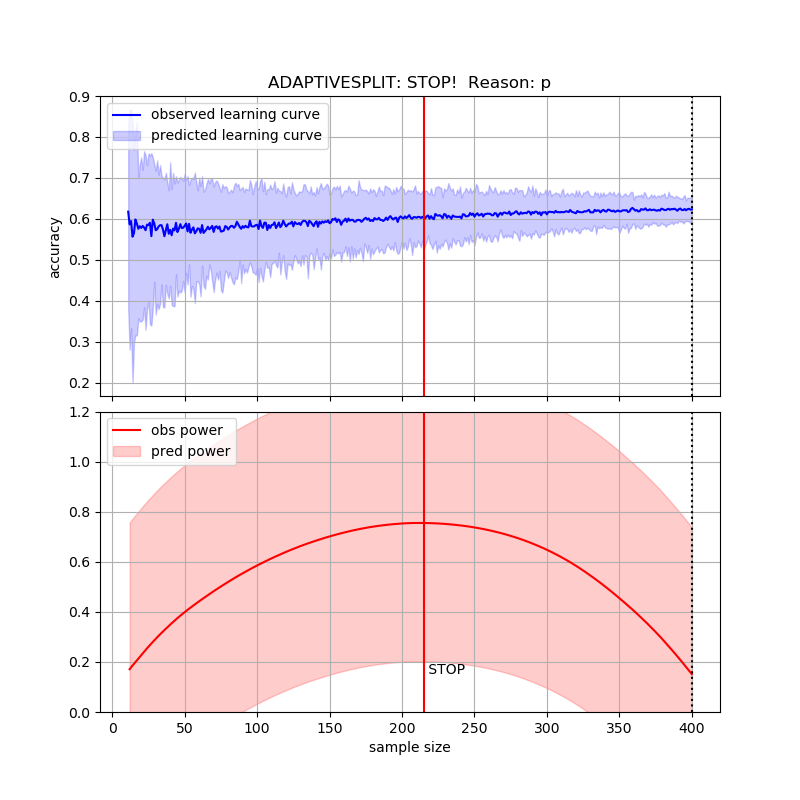 ADAPTIVESPLIT: STOP!  Reason: p
0.9
0.8
0.7
0.6
0.5
0.4
0.3
0.2
accuracy
observed learning curve
predicted learning curve
1.2
1.0
0.8
0.6
0.4
0.2
0.0
obs power
pred power
STOP
0 50 100 150 200 250 300 350 400
sample size